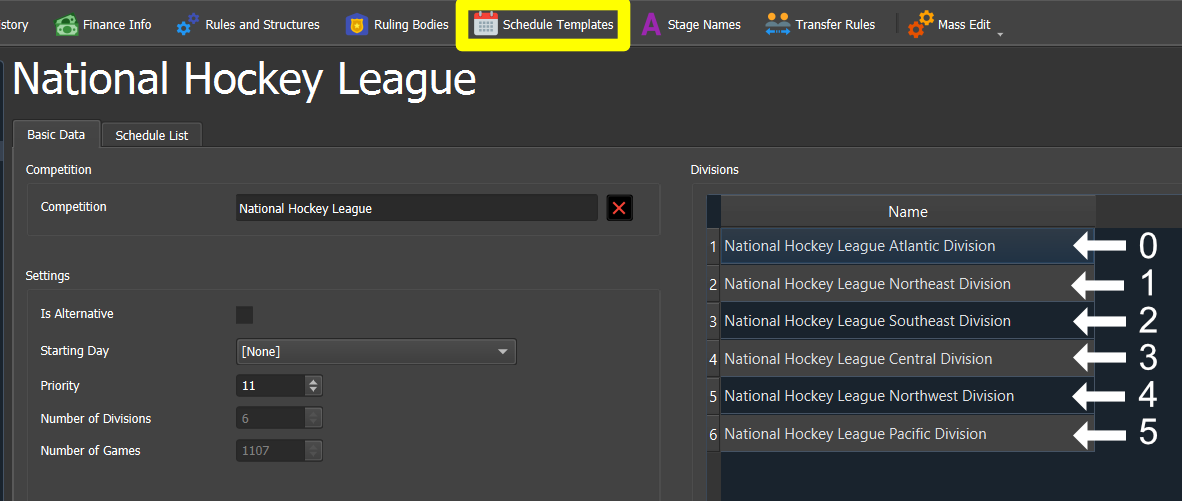 story Finance Info Rules and Structures Ruling Bodies Schedule Templates A Stage Names Transfer Rules Mass Edit
National Hockey League
Basic Data Schedule List
Competition
Competition National Hockey League
Settings
Is Alternative
Starting Day [None]
Priority 11
Number of Divisions 6
Number of Games 1107
Divisions
Name
1 National Hockey League Atlantic Division 0
2 National Hockey League Northeast Division 1
3 National Hockey League Southeast Division 2
4 National Hockey League Central Division 3
5 National Hockey League Northwest Division 4
6 National Hockey League Pacific Division 5